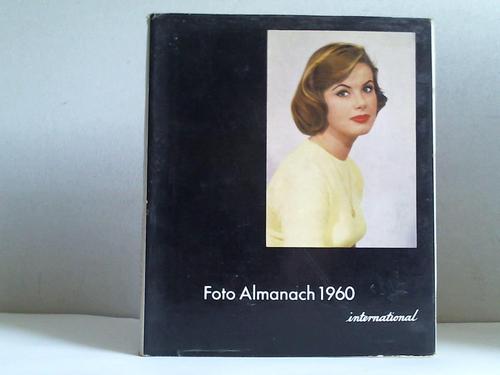 Foto Almanach 1960
international